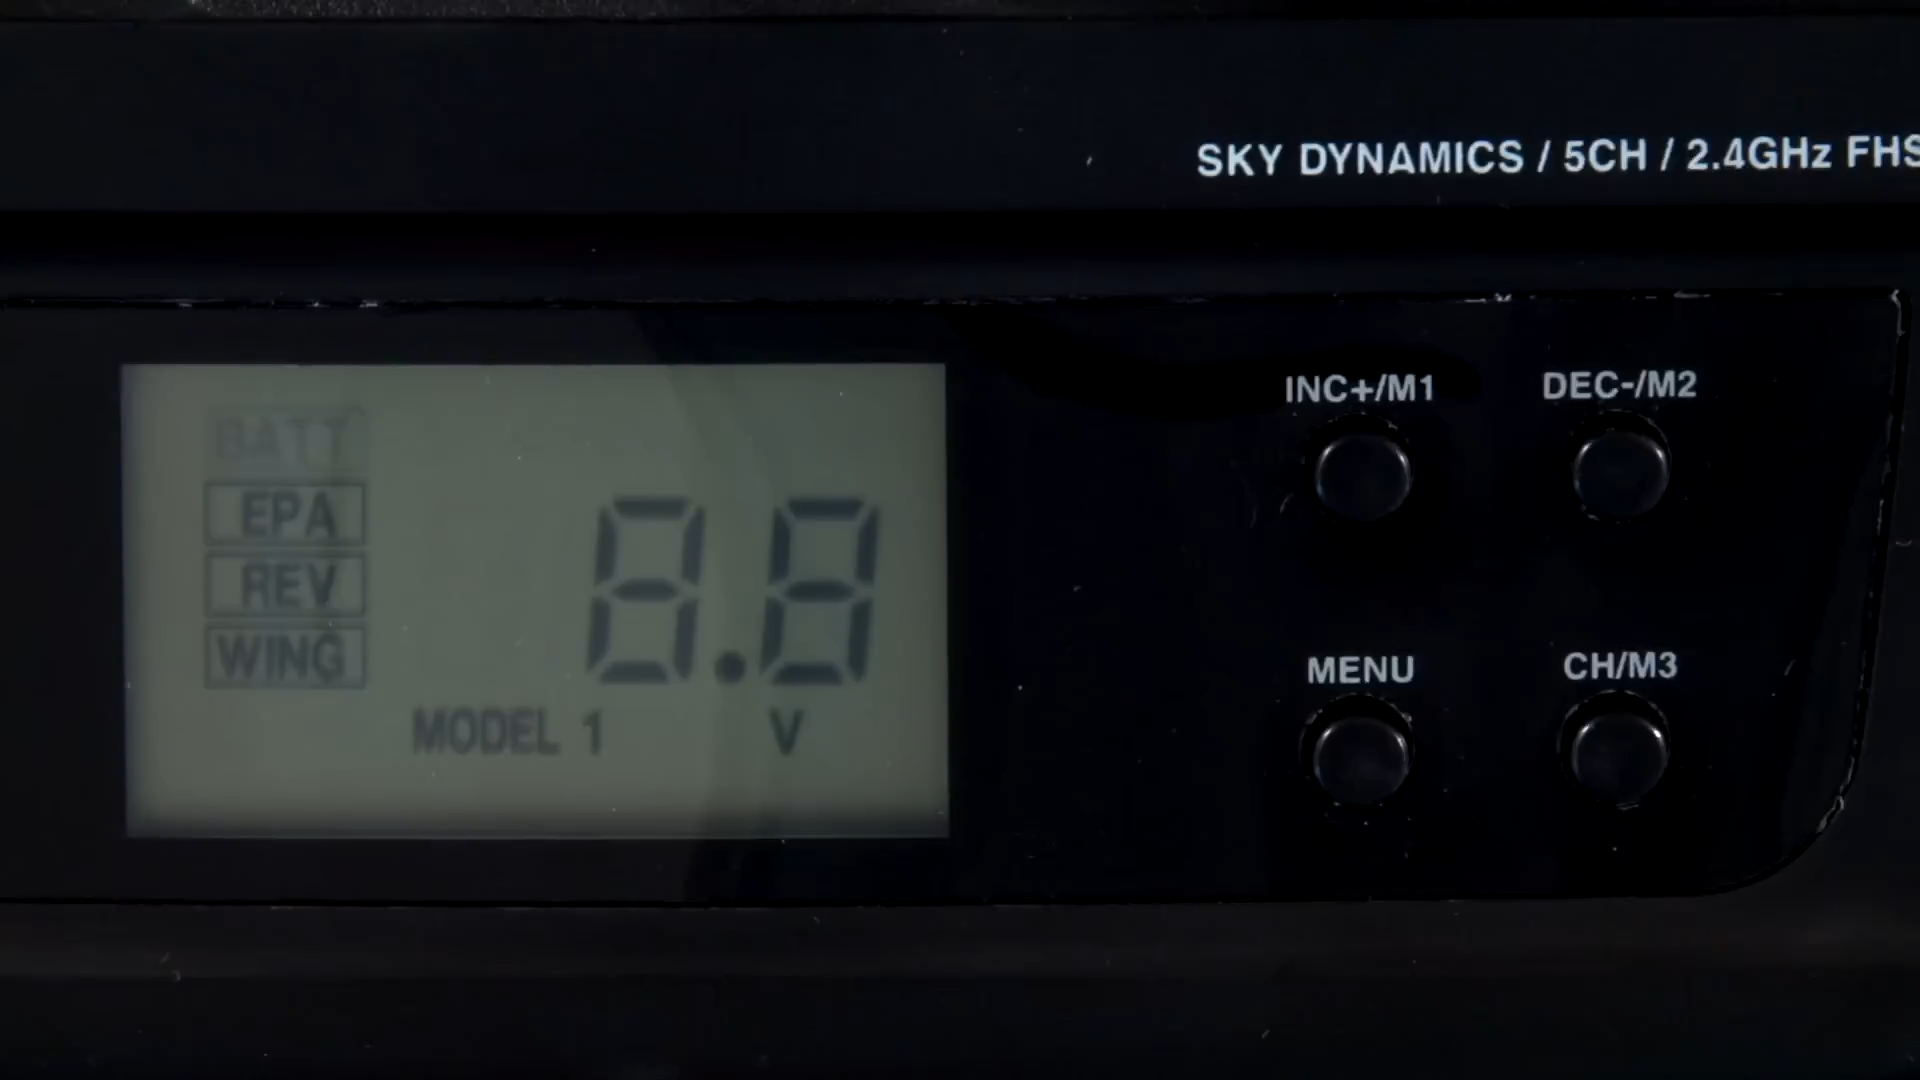 SKY DYNAMICS / 5CH / 2.4GHz FHS
INC+/M1 DEC-/M2
BATT
EPA
REV
WING
8.8
MODEL 1 V
MENU CH/M3